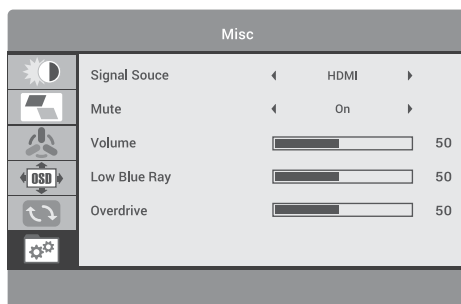 Misc
Signal Souce HDMI
Mute On
Volume 50
OSD
Low Blue Ray 50
Overdrive 50